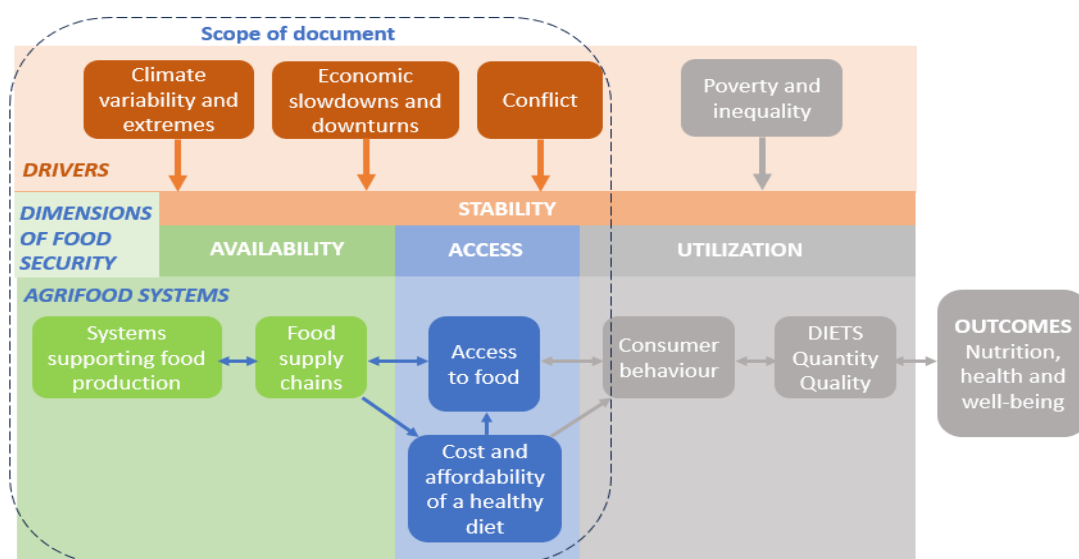 Scope of document
Climate
variability and
extremes
Economic
slowdowns and
downturns
Conflict
Poverty and
inequality
DRIVERS
DIMENSIONS
OF FOOD
SECURITY
STABILITY
AVAILABILITY
ACCESS
UTILIZATION
AGRIFOOD SYSTEMS
Systems
supporting food
production
Food
supply
chains
Access
to food
Consumer
behaviour
DIETS
Quantity
Quality
OUTCOMES
Nutrition,
health and
well-being
Cost and
affordability
of a healthy
diet